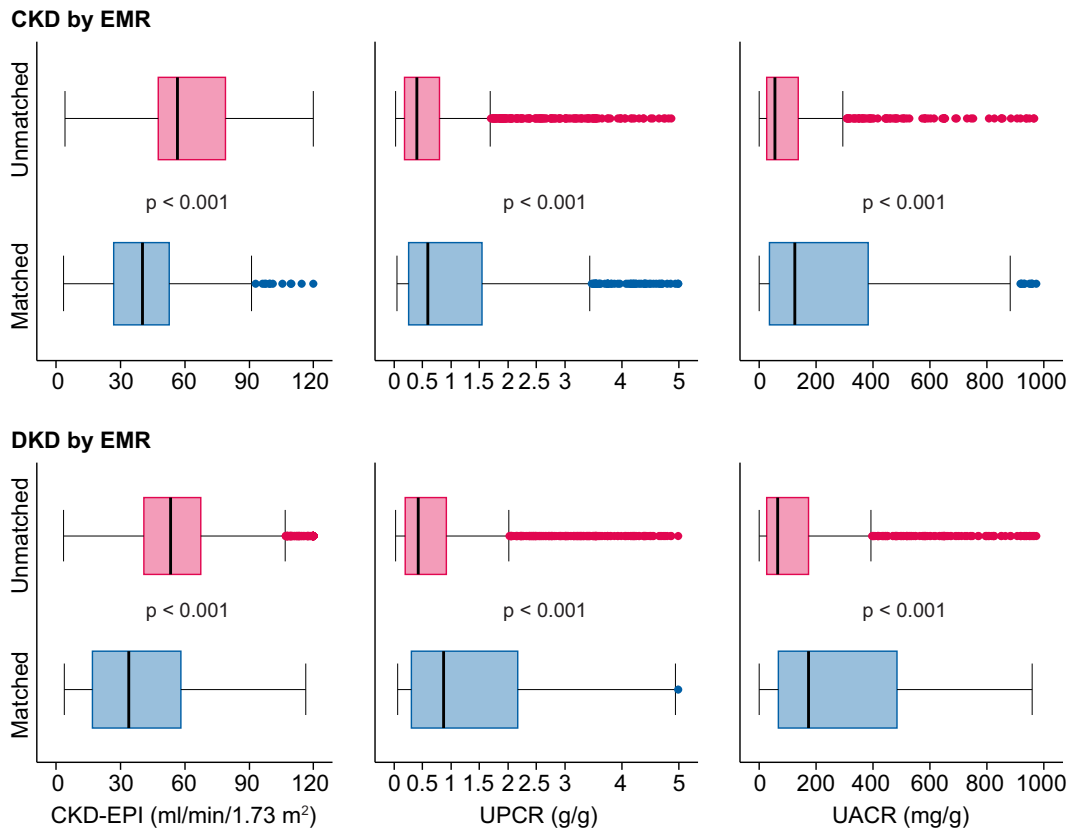 CKD by EMR
Unmatched
p < 0.001 p < 0.001 p < 0.001
Matched
0 30 60 90 120 0 0.5 1 1.5 2 2.5 3 4 5 0 200 400 600 800 1000
DKD by EMR
Unmatched
p < 0.001 p < 0.001 p < 0.001
Matched
0 30 60 90 120 0 0.5 1 1.5 2 2.5 3 4 5 0 200 400 600 800 1000
CKD-EPI (ml/min/1.73 m²) UPCR (g/g) UACR (mg/g)